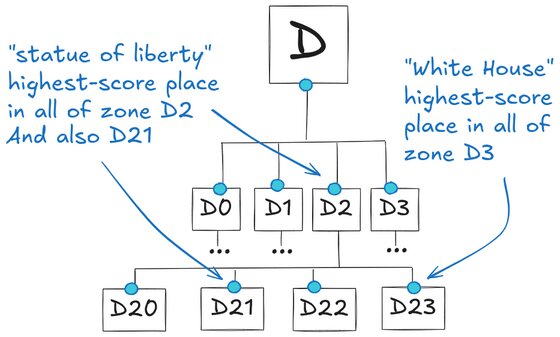 D
"statue of liberty"
highest-score place
in all of zone D2
And also D21
"White House"
highest-score
place in all of
zone D3
D0 D1 D2 D3
... ... ...
D20 D21 D22 D23